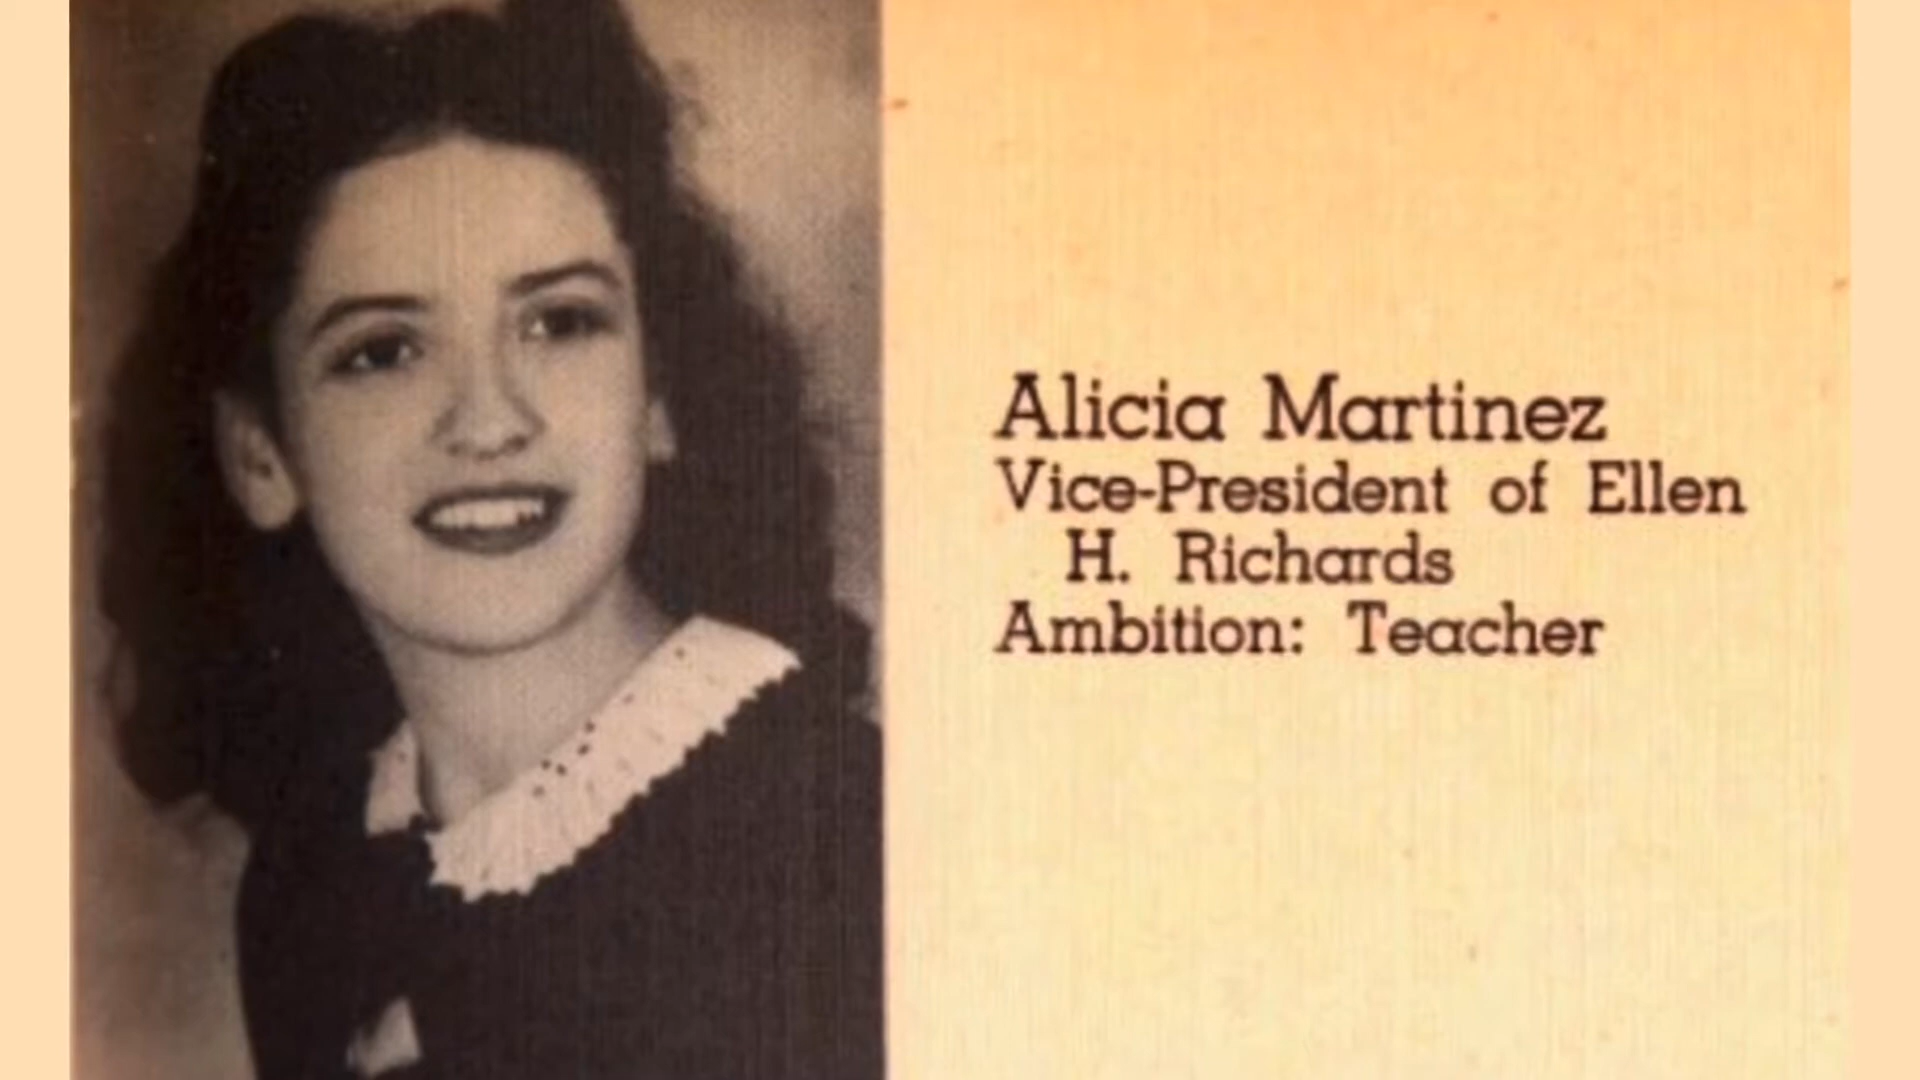 Alicia Martinez
Vice-President of Ellen
H. Richards
Ambition: Teacher